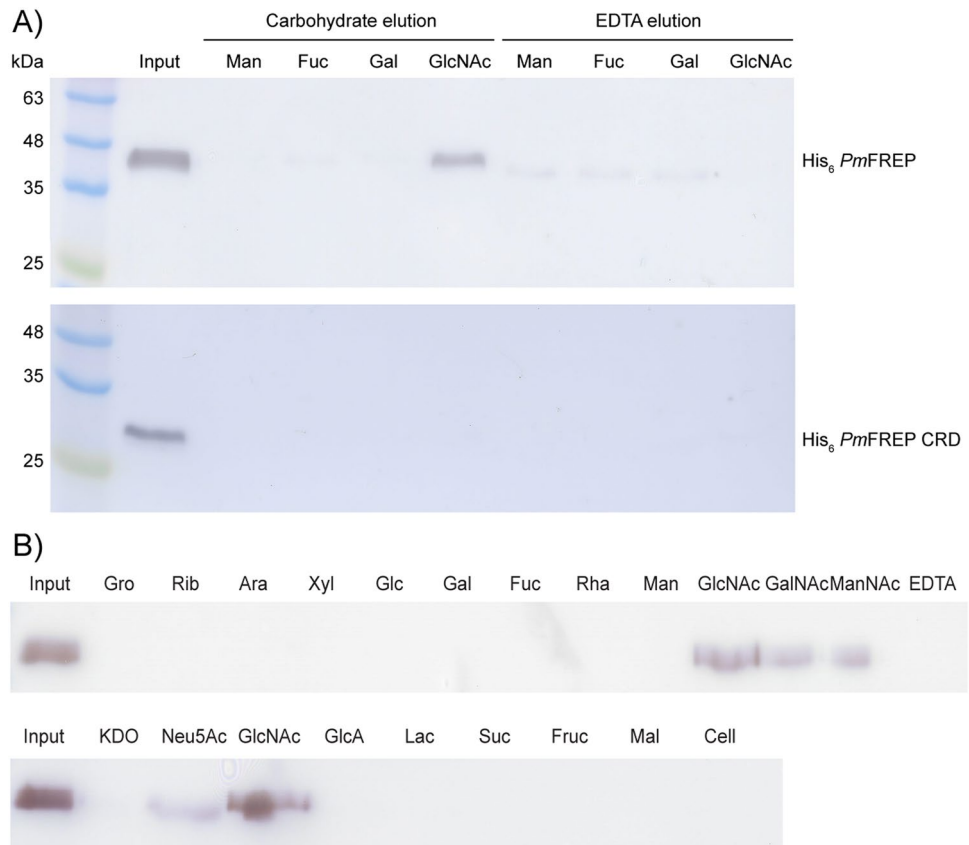 A)
Carbohydrate elution EDTA elution
kDa Input Man Fuc Gal GlcNAc Man Fuc Gal GlcNAc
63
48
His6 PmFREP
35
25
48
35
His6 PmFREP CRD
25
B)
Input Gro Rib Ara Xyl Glc Gal Fuc Rha Man GlcNAc GalNAc ManNAc EDTA
Input KDO Neu5Ac GlcNAc GlcA Lac Suc Fruc Mal Cell